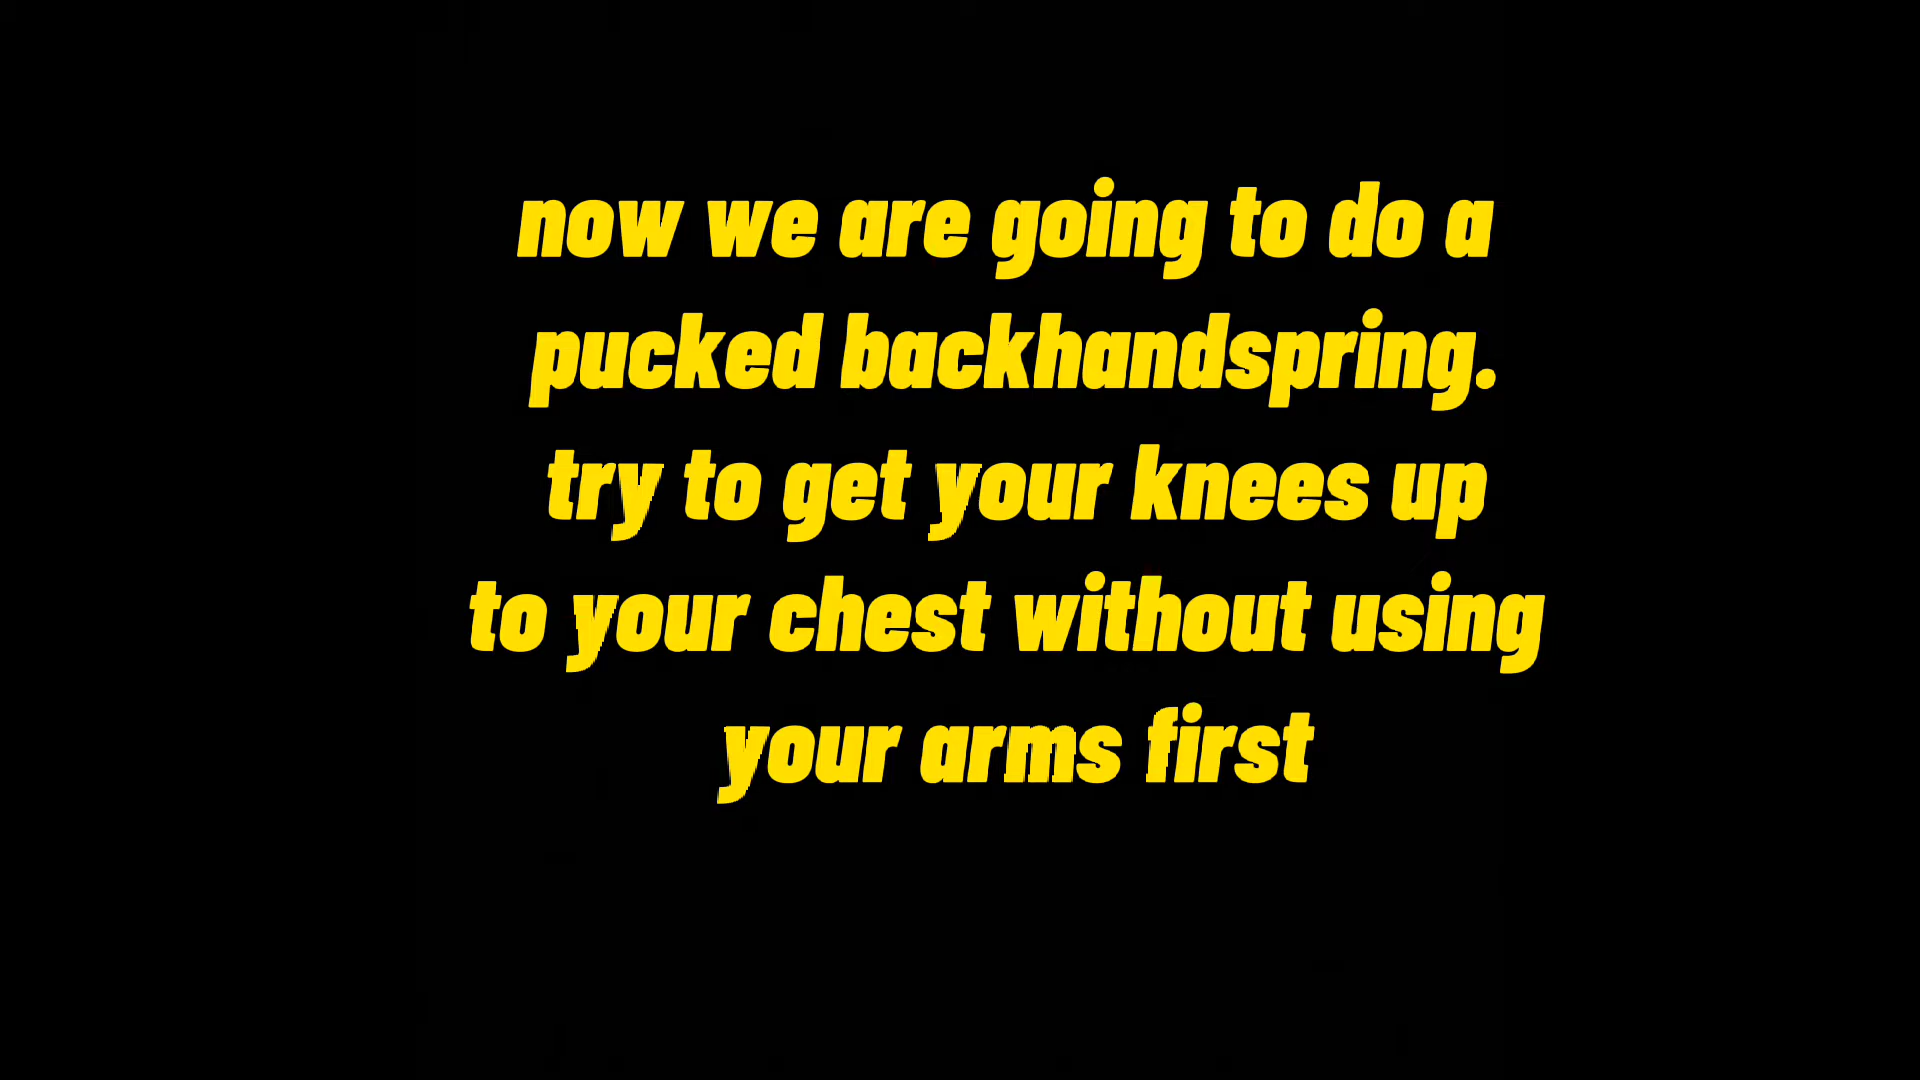 now we are going to do a
pucked backhandspring.
try to get your knees up
to your chest without using
your arms first